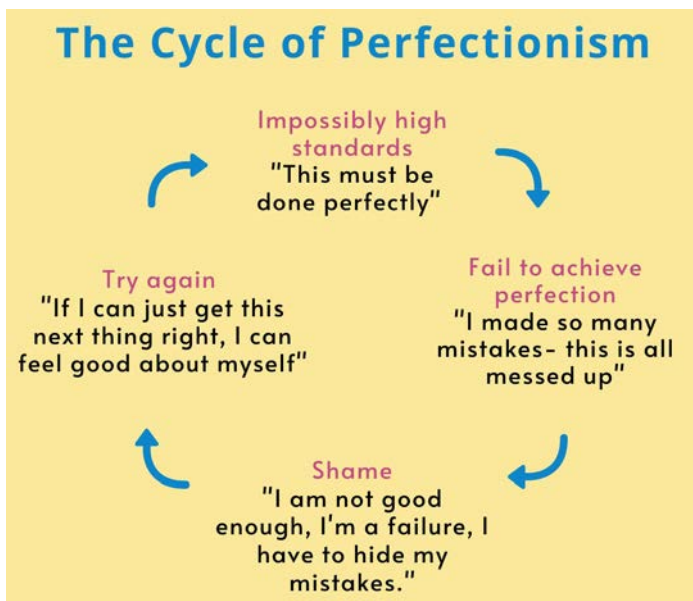 The Cycle of Perfectionism
Impossibly high
standards
"This must be
done perfectly"
Fail to achieve
perfection
"I made so many
mistakes- this is all
messed up"
Shame
"I am not good
enough, I'm a failure, I
have to hide my
mistakes."
Try again
"If I can just get this
next thing right, I can
feel good about myself"